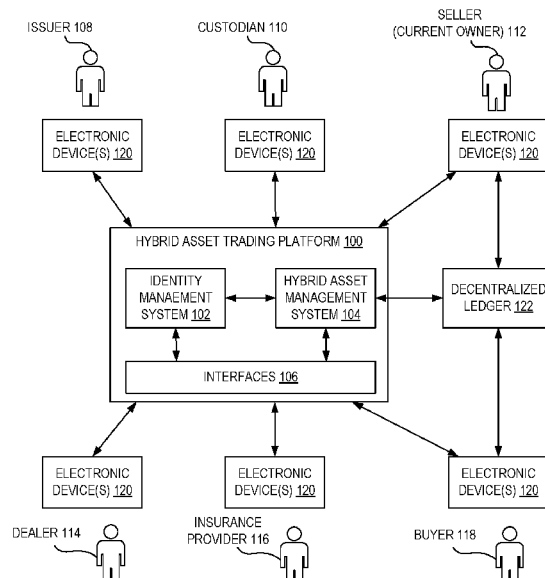 ISSUER 108
CUSTODIAN 110
SELLER
(CURRENT OWNER) 112
ELECTRONIC
DEVICE(S) 120
ELECTRONIC
DEVICE(S) 120
ELECTRONIC
DEVICE(S) 120
HYBRID ASSET TRADING PLATFORM 100
IDENTITY
MANAEMENT
SYSTEM 102
HYBRID ASSET
MANAGEMENT
SYSTEM 104
DECENTRALIZED
LEDGER 122
INTERFACES 106
ELECTRONIC
DEVICE(S) 120
ELECTRONIC
DEVICE(S) 120
ELECTRONIC
DEVICE(S) 120
DEALER 114
INSURANCE
PROVIDER 116
BUYER 118